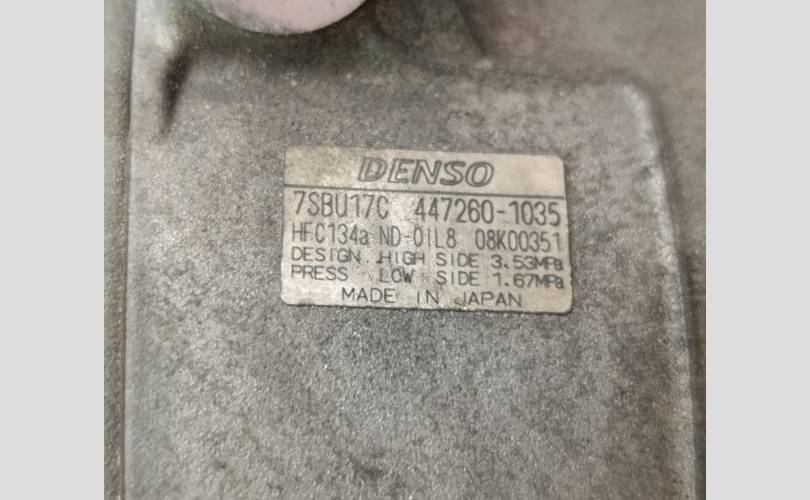 DENSO
7SBU17C 447260-1035
HFC134a ND-OIL8 08K00351
DESIGN HIGH SIDE 3.53MPa
PRESS LOW SIDE 1.67MPa
MADE IN JAPAN